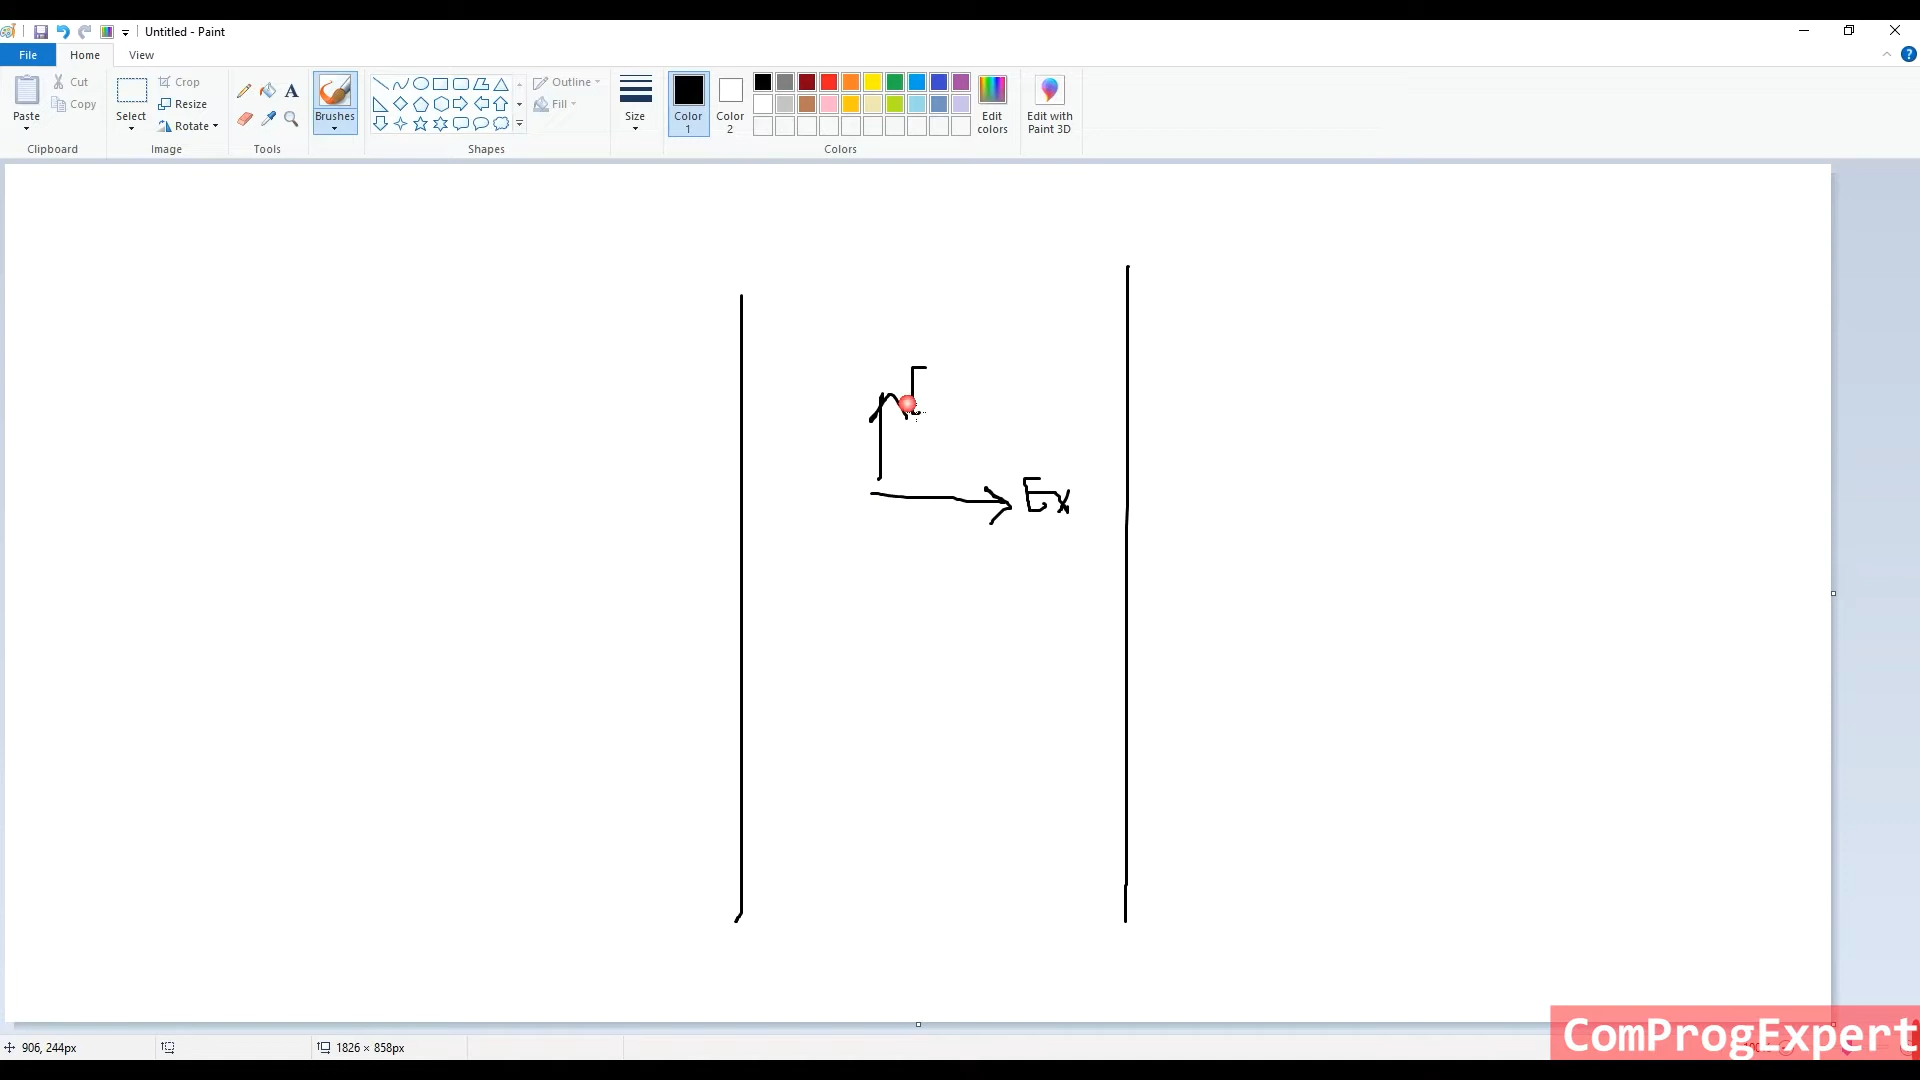 Untitled - Paint
File Home View
Paste
Cut
Copy
Clipboard
Select
Crop
Resize
Rotate
Image
Tools
Brushes
Shapes
Outline
Fill
Size
Color 1
Color 2
Colors
Edit colors
Edit with Paint 3D
Ex
906, 244px
1826 × 858px
ComProgExpert